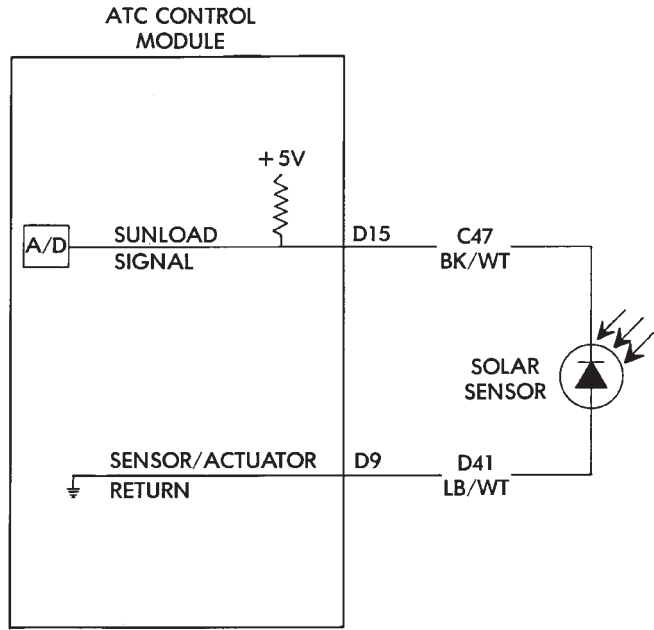 ATC CONTROL
MODULE
+5V
A/D
SUNLOAD
SIGNAL
D15
C47
BK/WT
SOLAR
SENSOR
SENSOR/ACTUATOR
RETURN
D9
D41
LB/WT